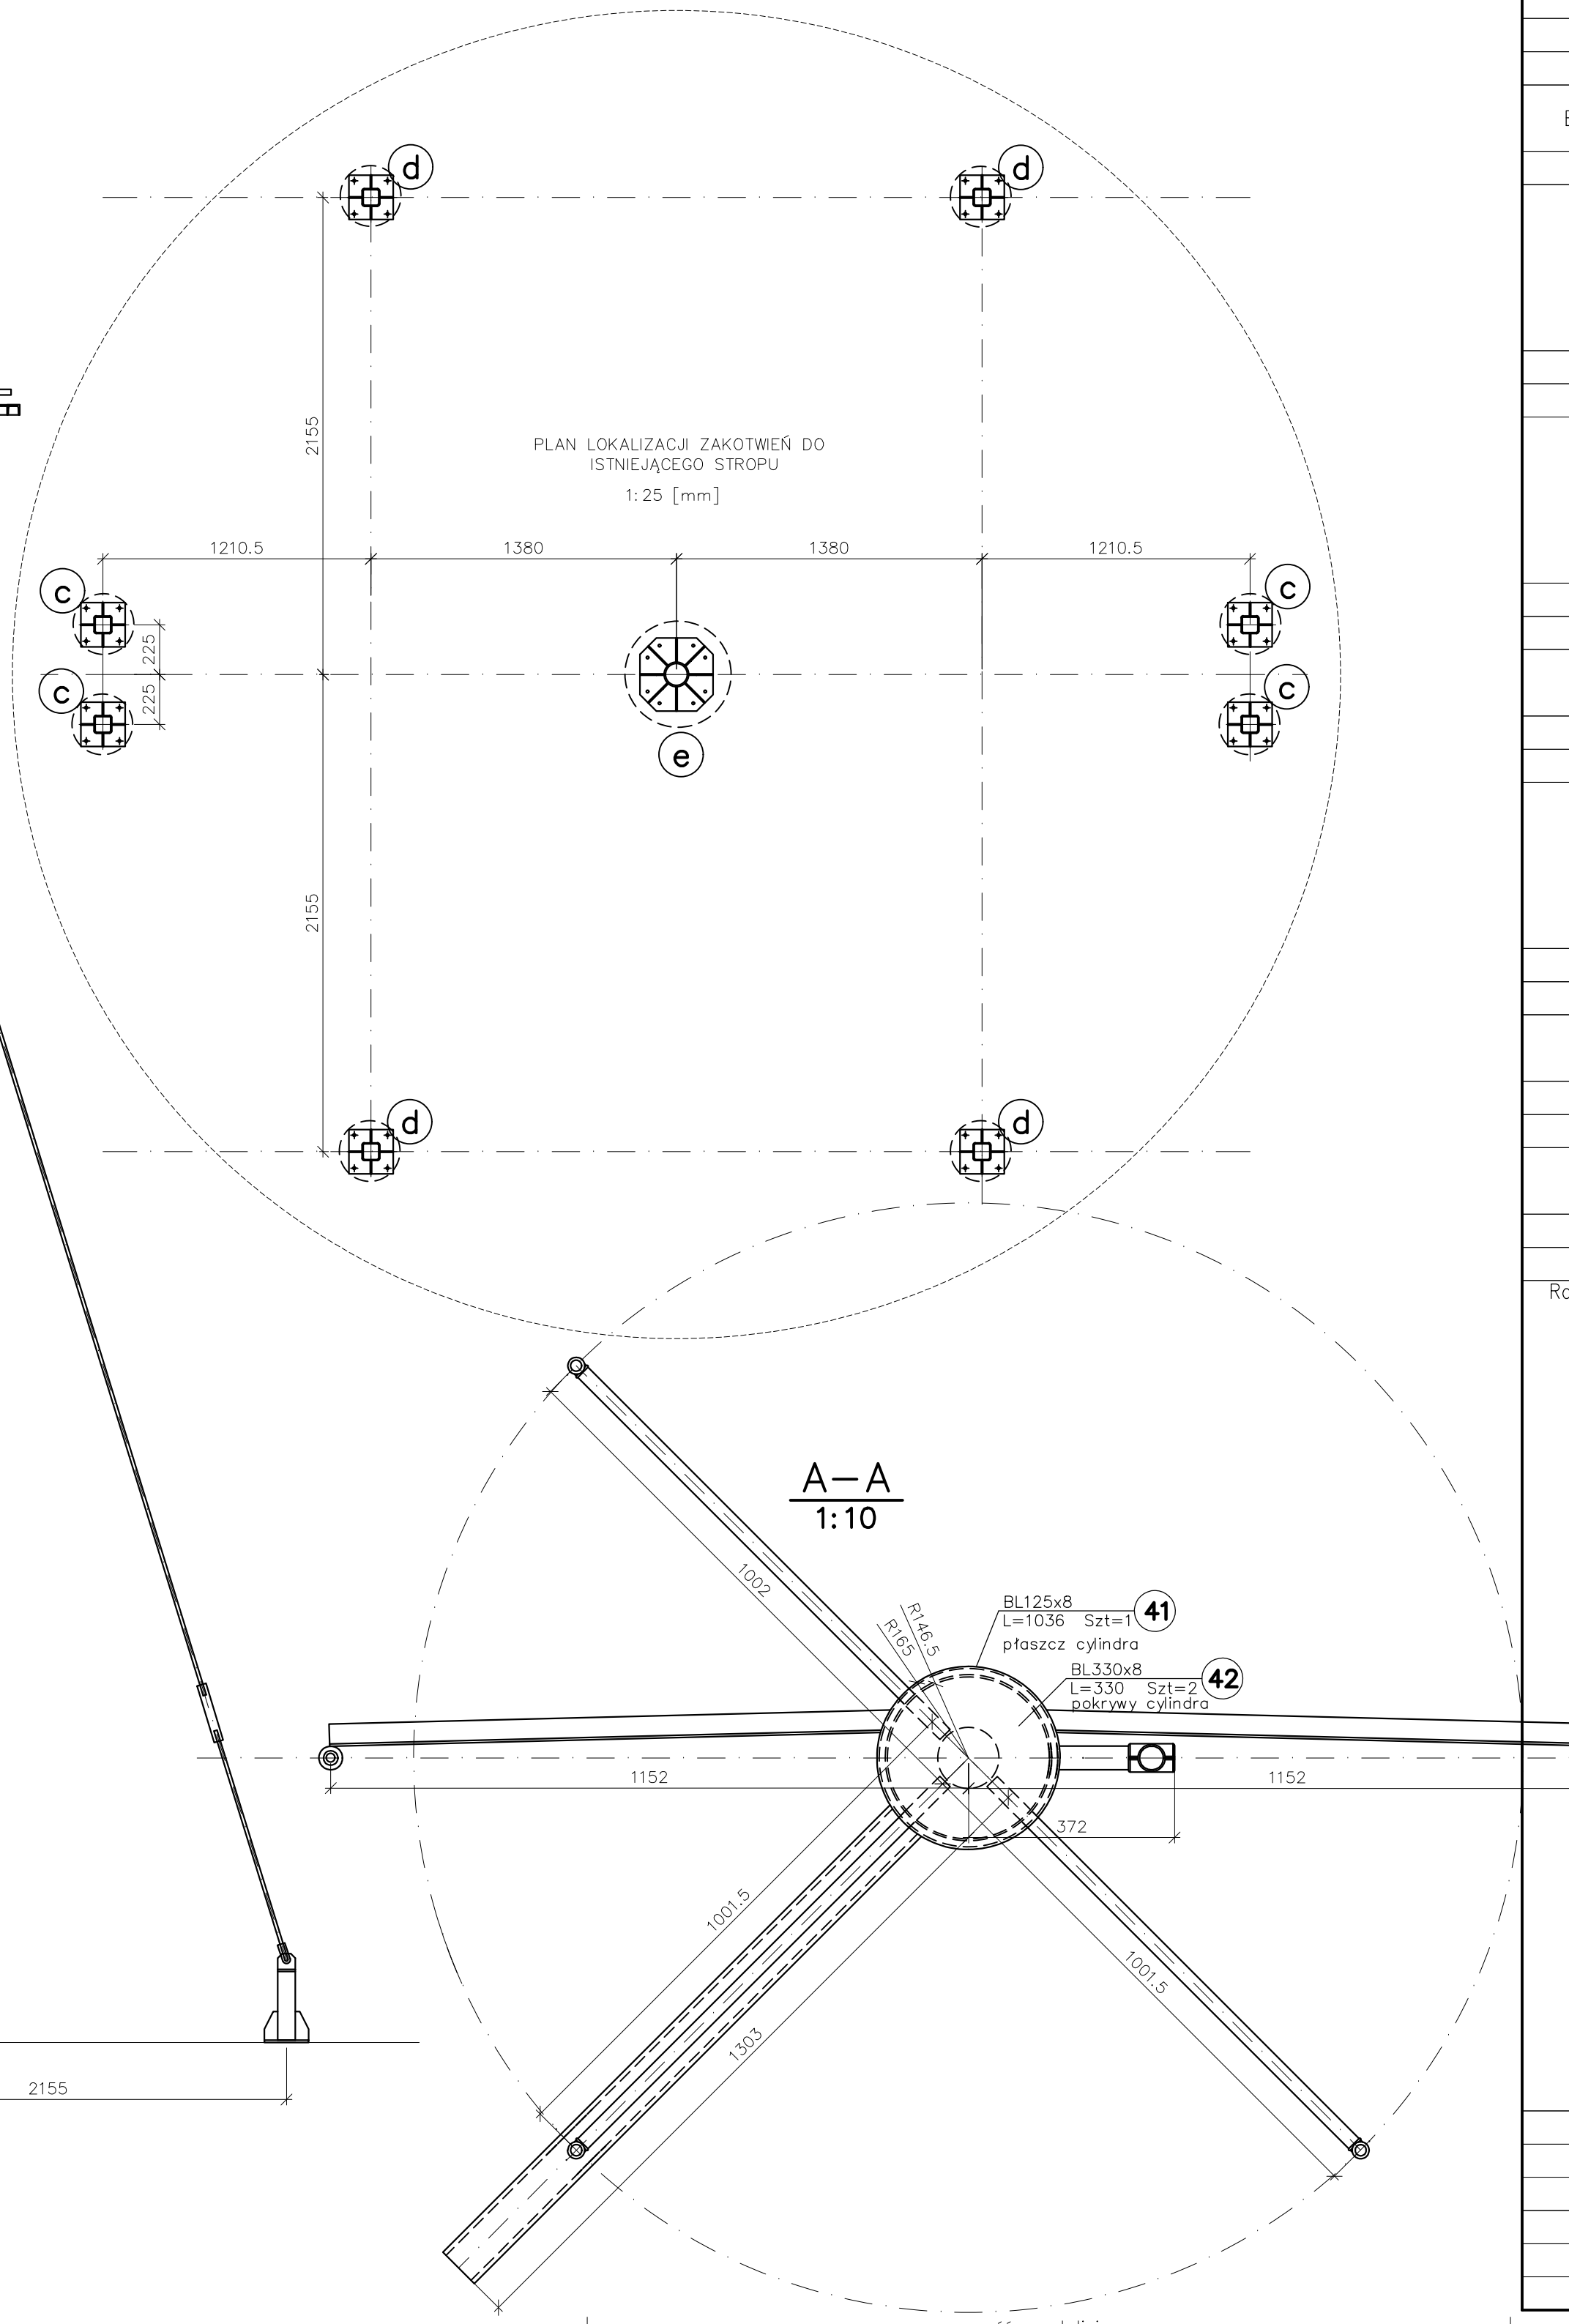 d
d
2155
PLAN LOKALIZACJI ZAKOTWIEŃ DO
ISTNIEJĄCEGO STROPU
1:25 [mm]
1210.5
1380
1380
1210.5
c
c
225
225
c
c
e
2155
d
d
A-A
1:10
1002
R146.5
R165
BL125x8
L=1036 Szt=1
41
płaszcz cylindra
BL330x8
L=330 Szt=2
42
pokrywy cylindra
1152
1152
372
1001.5
1001.5
1303
2155